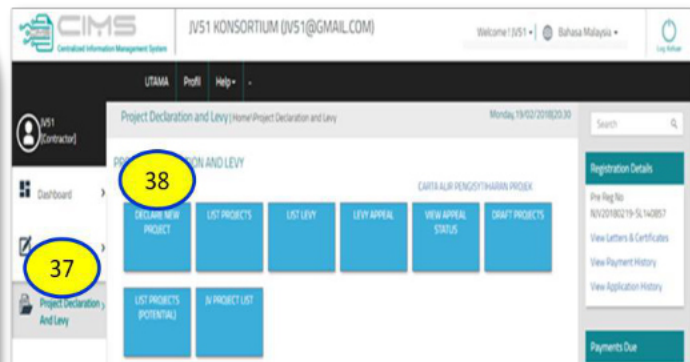 CIMS
Centralized Information Management System
JV51 KONSORTIUM (JV51@GMAIL.COM)
Welcome ! JV51
Bahasa Malaysia
Log Keluar
UTAMA Profil Help
JV51
[Contractor]
Project Declaration and Levy | Home\Project Declaration and Levy
Monday, 19/02/2018|20:30
Search
AND LEVY
38
CARTA ALIR PENGISYTIHARAN PROJEK
Dashboard
DECLARE NEW
PROJECT
LIST PROJECTS
LIST LEVY
LEVY APPEAL
VIEW APPEAL
STATUS
DRAFT PROJECTS
Registration Details
Pre Reg No
View Letters & Certificates
View Payment History
View Application History
37
Project Declaration
And Levy
LIST PROJECTS
(POTENTIAL)
JV PROJECT LIST
Payments Due